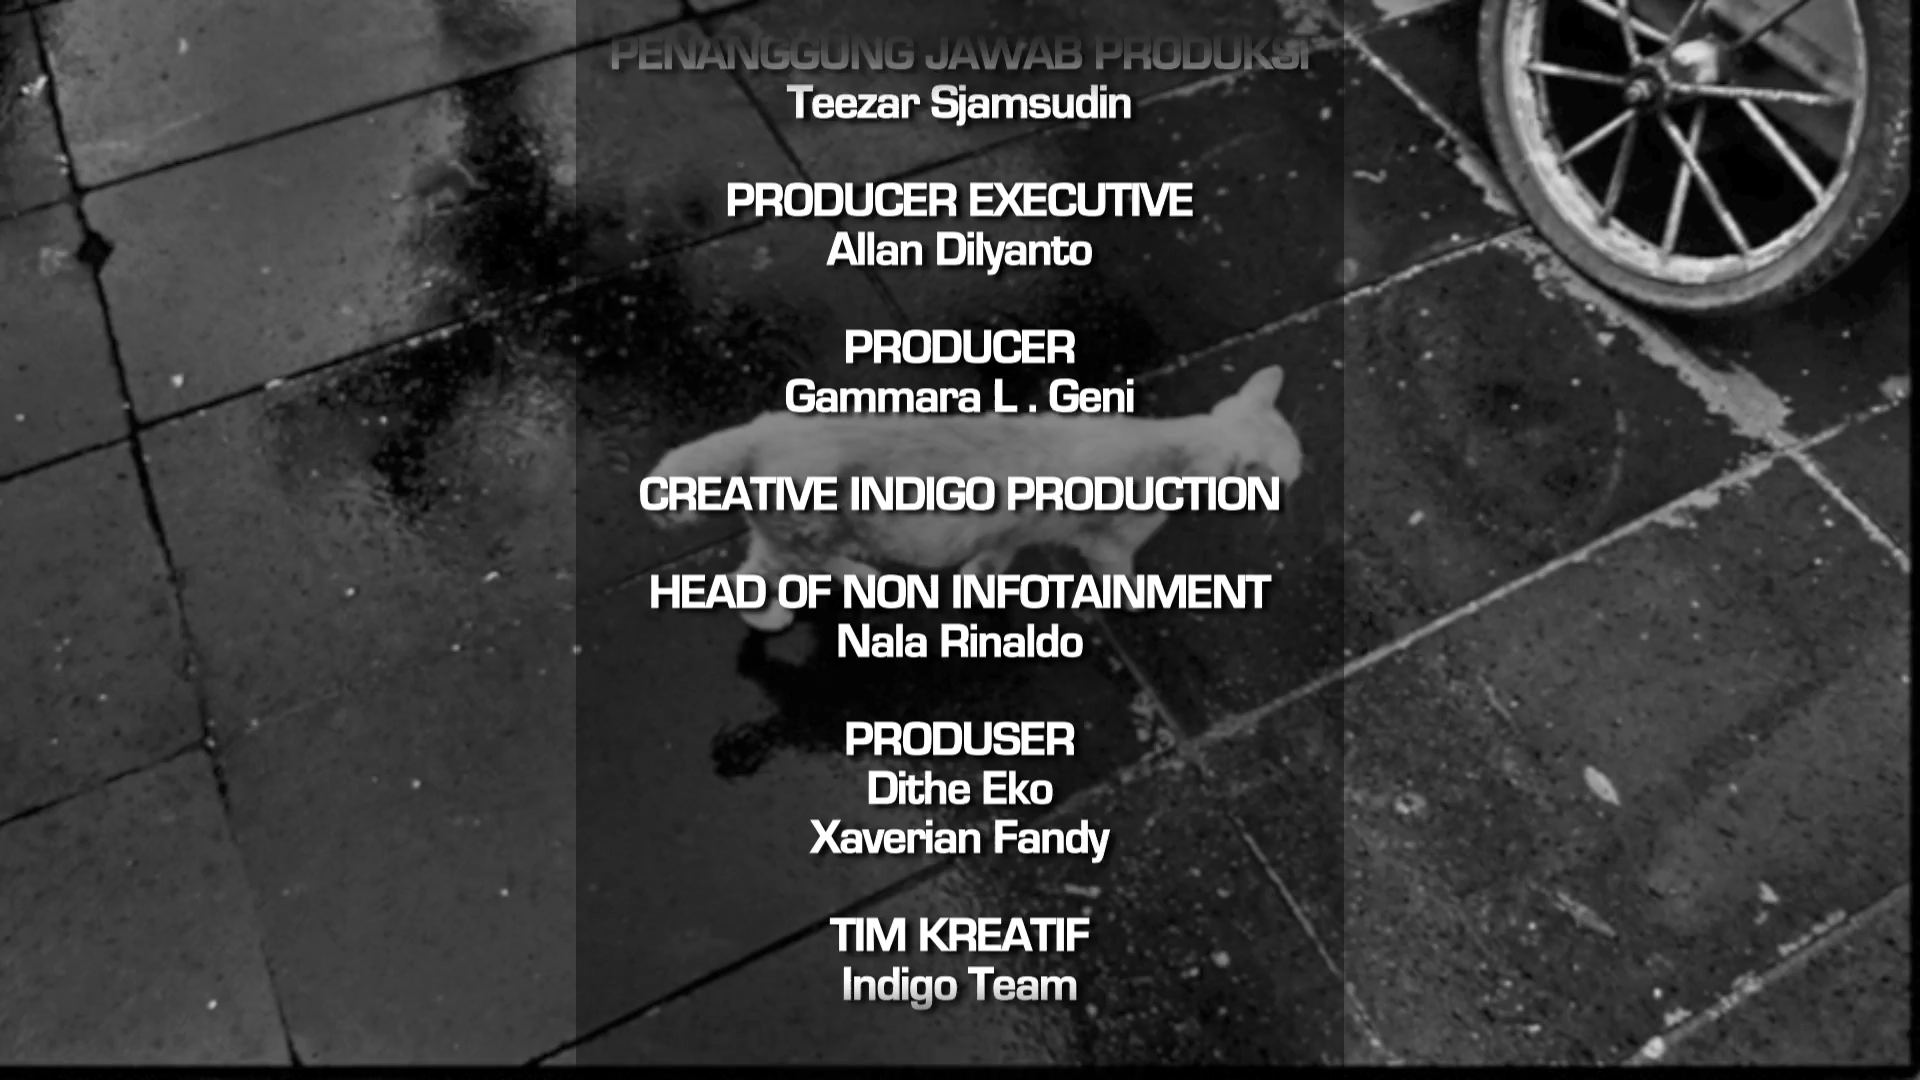 PENANGGUNG JAWAB PRODUKSI
Teezar Sjamsudin
PRODUCER EXECUTIVE
Allan Dilyanto
PRODUCER
Gammara L . Geni
CREATIVE INDIGO PRODUCTION
HEAD OF NON INFOTAINMENT
Nala Rinaldo
PRODUSER
Dithe Eko
Xaverian Fandy
TIM KREATIF
Indigo Team